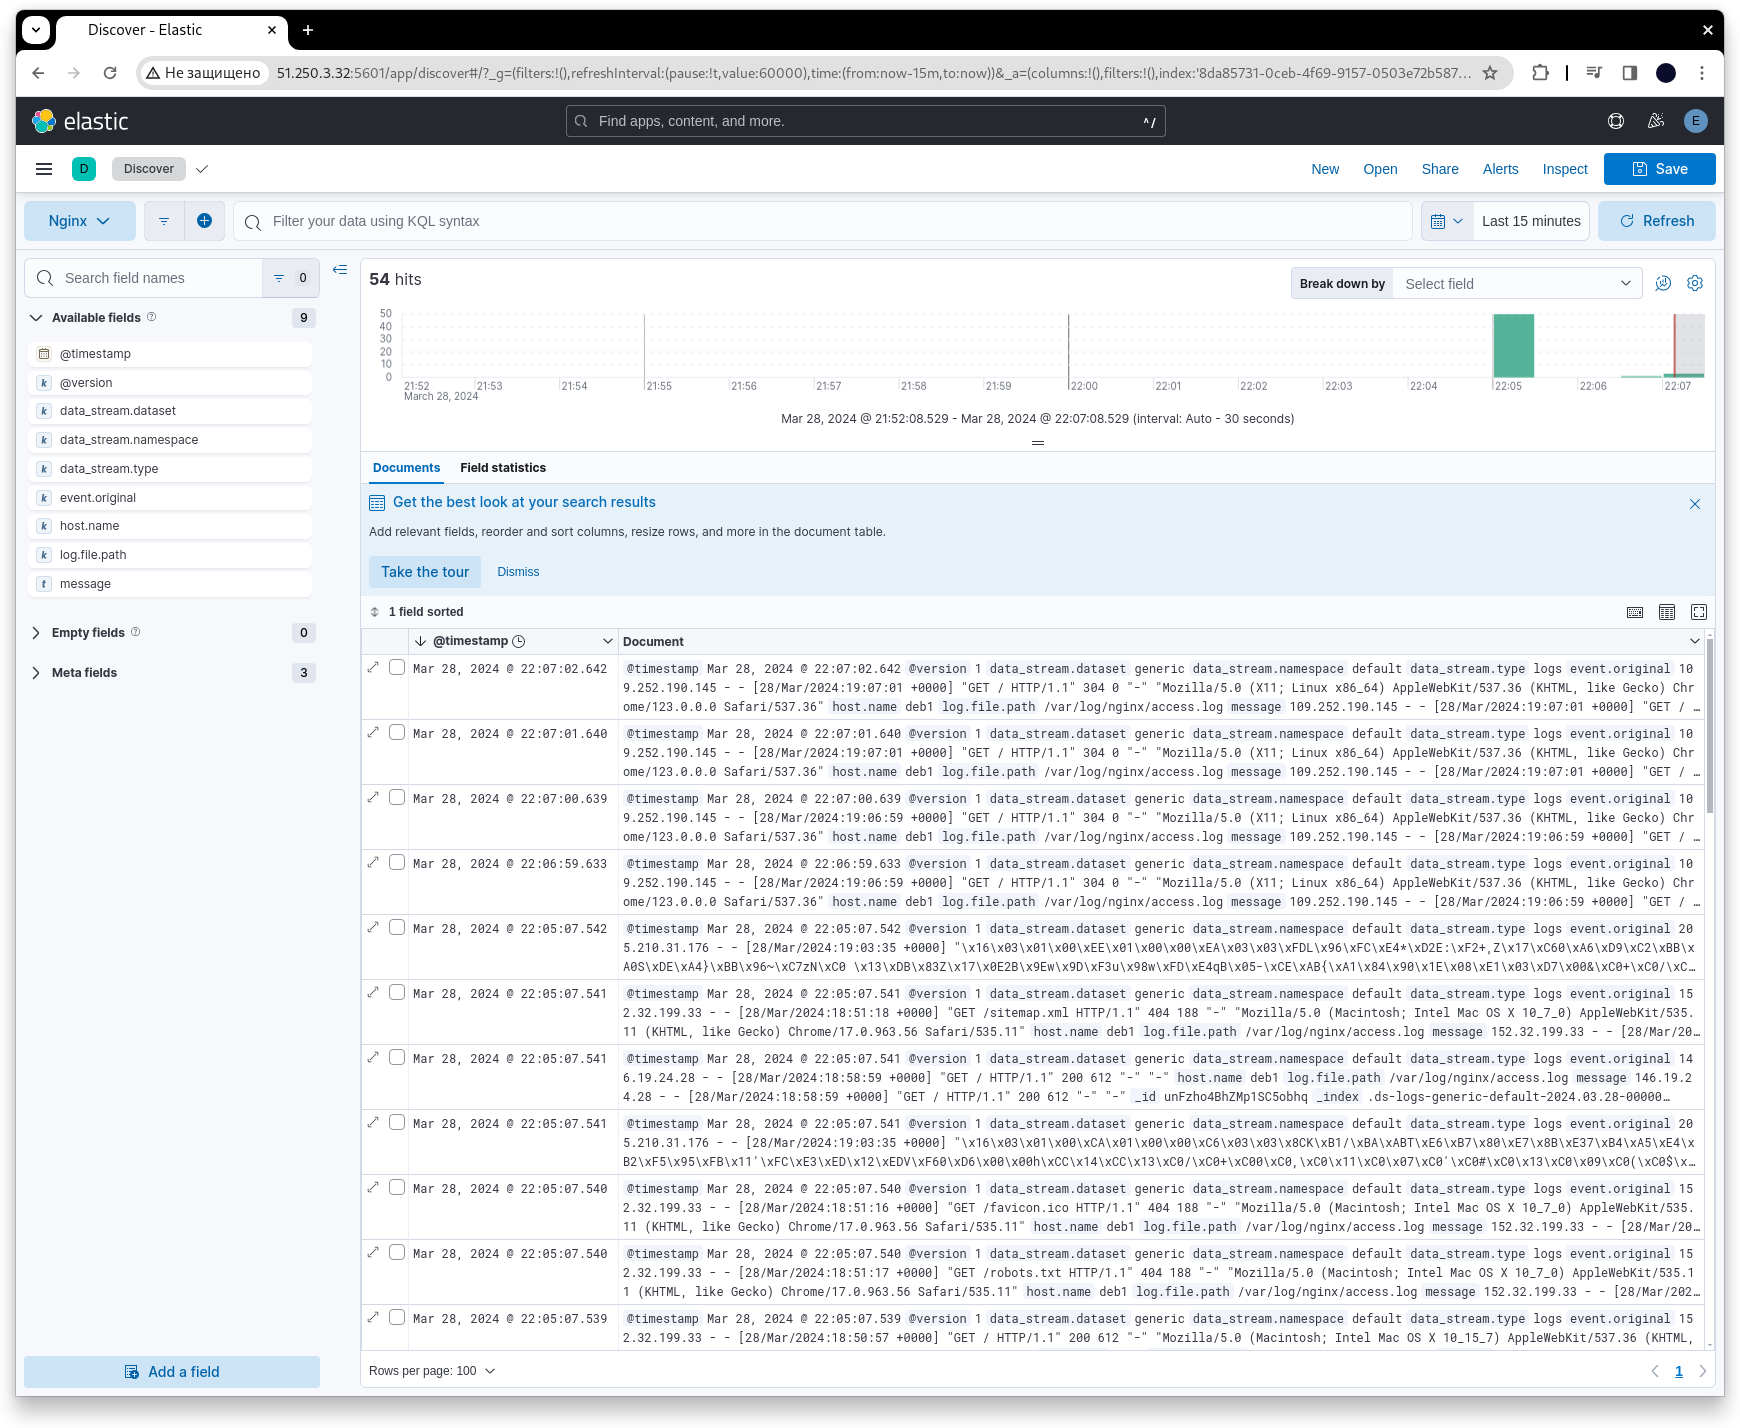 Discover - Elastic
Не защищено
51.250.3.32:5601/app/discover#/?_g=(filters:!(),refreshInterval:(pause:!t,value:60000),time:(from:now-15m,to:now))&_a=(columns:!(),filters:!(),index:'8da85731-0ceb-4f69-9157-0503e72b587...
elastic
Find apps, content, and more.
^/
E
D
Discover
New
Open
Share
Alerts
Inspect
Save
Nginx
Filter your data using KQL syntax
Last 15 minutes
Refresh
Search field names
0
Available fields
9
@timestamp
k @version
k data_stream.dataset
k data_stream.namespace
k data_stream.type
k event.original
k host.name
k log.file.path
t message
Empty fields
0
Meta fields
3
Add a field
54 hits
Break down by
Select field
50
40
30
20
10
0
21:52 21:53 21:54 21:55 21:56 21:57 21:58 21:59 22:00 22:01 22:02 22:03 22:04 22:05 22:06 22:07
March 28, 2024
Mar 28, 2024 @ 21:52:08.529 - Mar 28, 2024 @ 22:07:08.529 (interval: Auto - 30 seconds)
Documents
Field statistics
Get the best look at your search results
Add relevant fields, reorder and sort columns, resize rows, and more in the document table.
Take the tour
Dismiss
1 field sorted
@timestamp
Document
Mar 28, 2024 @ 22:07:02.642 @timestamp Mar 28, 2024 @ 22:07:02.642 @version 1 data_stream.dataset generic data_stream.namespace default data_stream.type logs event.original 10
9.252.190.145 - - [28/Mar/2024:19:07:01 +0000] "GET / HTTP/1.1" 304 0 "-" "Mozilla/5.0 (X11; Linux x86_64) AppleWebKit/537.36 (KHTML, like Gecko) Chr
ome/123.0.0.0 Safari/537.36" host.name deb1 log.file.path /var/log/nginx/access.log message 109.252.190.145 - - [28/Mar/2024:19:07:01 +0000] "GET / …
Mar 28, 2024 @ 22:07:01.640 @timestamp Mar 28, 2024 @ 22:07:01.640 @version 1 data_stream.dataset generic data_stream.namespace default data_stream.type logs event.original 10
9.252.190.145 - - [28/Mar/2024:19:07:01 +0000] "GET / HTTP/1.1" 304 0 "-" "Mozilla/5.0 (X11; Linux x86_64) AppleWebKit/537.36 (KHTML, like Gecko) Chr
ome/123.0.0.0 Safari/537.36" host.name deb1 log.file.path /var/log/nginx/access.log message 109.252.190.145 - - [28/Mar/2024:19:07:01 +0000] "GET / …
Mar 28, 2024 @ 22:07:00.639 @timestamp Mar 28, 2024 @ 22:07:00.639 @version 1 data_stream.dataset generic data_stream.namespace default data_stream.type logs event.original 10
9.252.190.145 - - [28/Mar/2024:19:06:59 +0000] "GET / HTTP/1.1" 304 0 "-" "Mozilla/5.0 (X11; Linux x86_64) AppleWebKit/537.36 (KHTML, like Gecko) Chr
ome/123.0.0.0 Safari/537.36" host.name deb1 log.file.path /var/log/nginx/access.log message 109.252.190.145 - - [28/Mar/2024:19:06:59 +0000] "GET / …
Mar 28, 2024 @ 22:06:59.633 @timestamp Mar 28, 2024 @ 22:06:59.633 @version 1 data_stream.dataset generic data_stream.namespace default data_stream.type logs event.original 10
9.252.190.145 - - [28/Mar/2024:19:06:59 +0000] "GET / HTTP/1.1" 304 0 "-" "Mozilla/5.0 (X11; Linux x86_64) AppleWebKit/537.36 (KHTML, like Gecko) Chr
ome/123.0.0.0 Safari/537.36" host.name deb1 log.file.path /var/log/nginx/access.log message 109.252.190.145 - - [28/Mar/2024:19:06:59 +0000] "GET / …
Mar 28, 2024 @ 22:05:07.542 @timestamp Mar 28, 2024 @ 22:05:07.542 @version 1 data_stream.dataset generic data_stream.namespace default data_stream.type logs event.original 20
5.210.31.176 - - [28/Mar/2024:19:03:35 +0000] "\x16\x03\x01\x00\xEE\x01\x00\x00\xEA\x03\x03\xFDL\x96\xFC\xE4*\xD2E:\xF2+,Z\x17\xC60\xA6\xD9\xC2\xBB\x
A0S\xDE\xA4}\xBB\x96~\xC7zN\xC0 \x13\xDB\x83Z\x17\x0E2B\x9Ew\x9D\xF3u\x98w\xFD\xE4qB\x05-\xCE\xAB{\xA1\x84\x90\x1E\x08\xE1\x03\xD7\x00&\xC0+\xC0/\xC…
Mar 28, 2024 @ 22:05:07.541 @timestamp Mar 28, 2024 @ 22:05:07.541 @version 1 data_stream.dataset generic data_stream.namespace default data_stream.type logs event.original 15
2.32.199.33 - - [28/Mar/2024:18:51:18 +0000] "GET /sitemap.xml HTTP/1.1" 404 188 "-" "Mozilla/5.0 (Macintosh; Intel Mac OS X 10_7_0) AppleWebKit/535.
11 (KHTML, like Gecko) Chrome/17.0.963.56 Safari/535.11" host.name deb1 log.file.path /var/log/nginx/access.log message 152.32.199.33 - - [28/Mar/20…
Mar 28, 2024 @ 22:05:07.541 @timestamp Mar 28, 2024 @ 22:05:07.541 @version 1 data_stream.dataset generic data_stream.namespace default data_stream.type logs event.original 14
6.19.24.28 - - [28/Mar/2024:18:58:59 +0000] "GET / HTTP/1.1" 200 612 "-" "-" host.name deb1 log.file.path /var/log/nginx/access.log message 146.19.2
4.28 - - [28/Mar/2024:18:58:59 +0000] "GET / HTTP/1.1" 200 612 "-" "-" _id unFzho4BhZMp1SC5obhq _index .ds-logs-generic-default-2024.03.28-00000…
Mar 28, 2024 @ 22:05:07.541 @timestamp Mar 28, 2024 @ 22:05:07.541 @version 1 data_stream.dataset generic data_stream.namespace default data_stream.type logs event.original 20
5.210.31.176 - - [28/Mar/2024:19:03:35 +0000] "\x16\x03\x01\x00\xCA\x01\x00\x00\xC6\x03\x03\x8CK\xB1/\xBA\xABT\xE6\xB7\x80\xE7\x8B\xE37\xB4\xA5\xE4\x
B2\xF5\x95\xFB\x11'\xFC\xE3\xED\x12\xEDV\xF60\xD6\x00\x00h\xCC\x14\xCC\x13\xC0/\xC0+\xC00\xC0,\xC0\x11\xC0\x07\xC0'\xC0#\xC0\x13\xC0\x09\xC0(\xC0$\x…
Mar 28, 2024 @ 22:05:07.540 @timestamp Mar 28, 2024 @ 22:05:07.540 @version 1 data_stream.dataset generic data_stream.namespace default data_stream.type logs event.original 15
2.32.199.33 - - [28/Mar/2024:18:51:16 +0000] "GET /favicon.ico HTTP/1.1" 404 188 "-" "Mozilla/5.0 (Macintosh; Intel Mac OS X 10_7_0) AppleWebKit/535.
11 (KHTML, like Gecko) Chrome/17.0.963.56 Safari/535.11" host.name deb1 log.file.path /var/log/nginx/access.log message 152.32.199.33 - - [28/Mar/20…
Mar 28, 2024 @ 22:05:07.540 @timestamp Mar 28, 2024 @ 22:05:07.540 @version 1 data_stream.dataset generic data_stream.namespace default data_stream.type logs event.original 15
2.32.199.33 - - [28/Mar/2024:18:51:17 +0000] "GET /robots.txt HTTP/1.1" 404 188 "-" "Mozilla/5.0 (Macintosh; Intel Mac OS X 10_7_0) AppleWebKit/535.1
1 (KHTML, like Gecko) Chrome/17.0.963.56 Safari/535.11" host.name deb1 log.file.path /var/log/nginx/access.log message 152.32.199.33 - - [28/Mar/202…
Mar 28, 2024 @ 22:05:07.539 @timestamp Mar 28, 2024 @ 22:05:07.539 @version 1 data_stream.dataset generic data_stream.namespace default data_stream.type logs event.original 15
2.32.199.33 - - [28/Mar/2024:18:50:57 +0000] "GET / HTTP/1.1" 200 612 "-" "Mozilla/5.0 (Macintosh; Intel Mac OS X 10_15_7) AppleWebKit/537.36 (KHTML,
Rows per page: 100
1